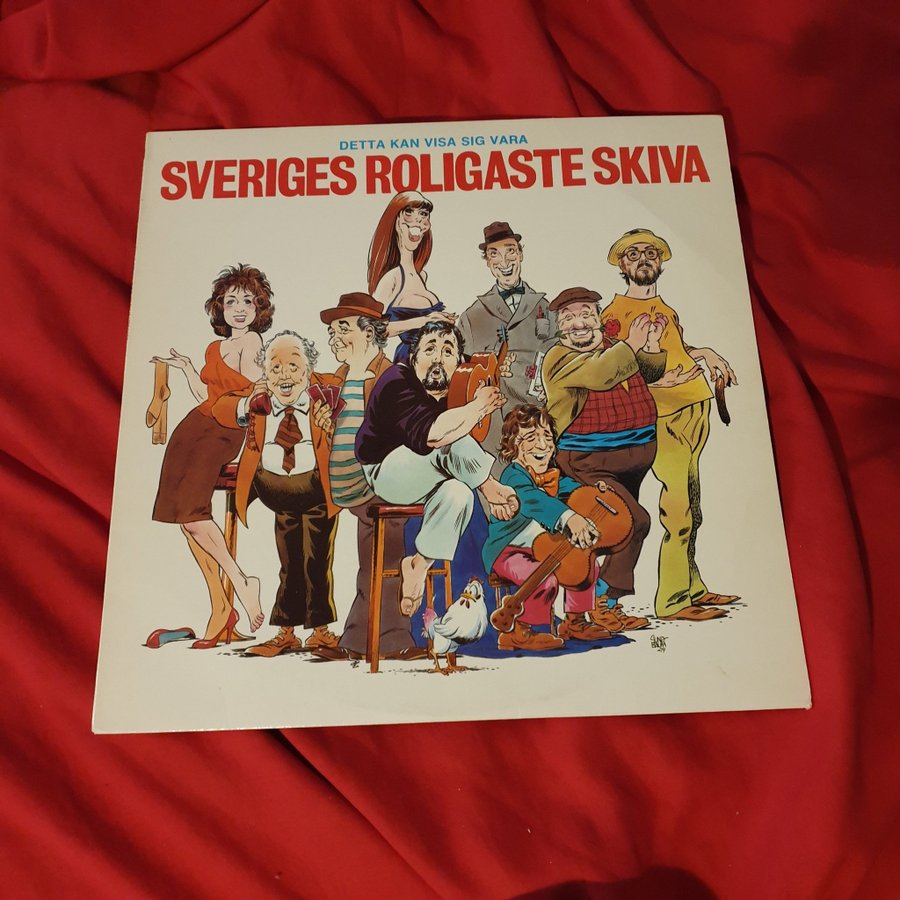 DETTA KAN VISA SIG VARA
SVERIGES ROLIGASTE SKIVA